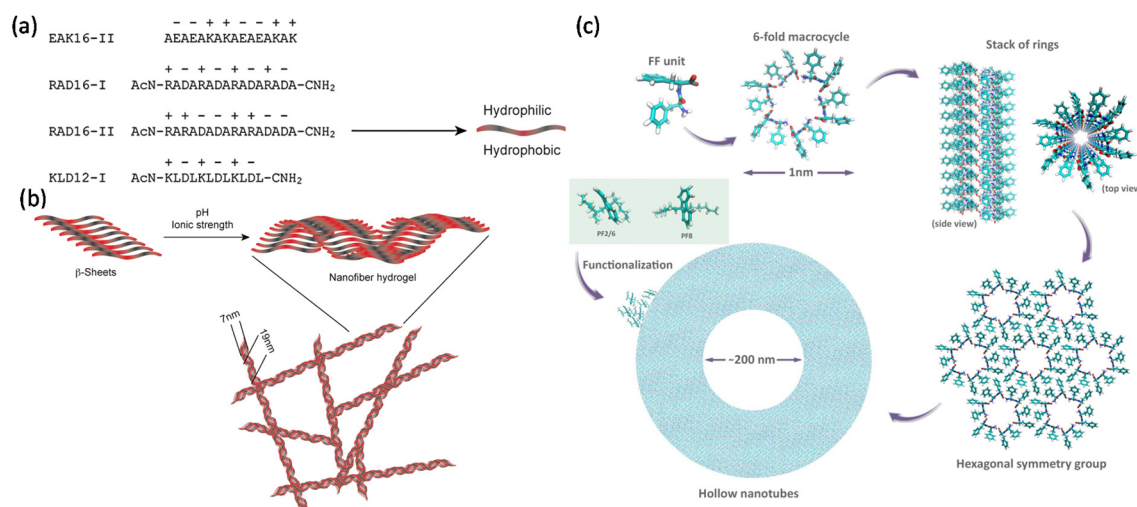 (a)
− − + + − − + +
EAK16-II AEAEAKAKAEAEAKAK
+ − + − + − + −
RAD16-I AcN-RADARADARADARADA-CNH₂
+ + − − + + − −
RAD16-II AcN-RARADADARARADADA-CNH₂
+ − + − + −
KLD12-I AcN-KLDLKLDLKLDL-CNH₂
Hydrophilic
Hydrophobic
(b)
β-Sheets
pH
Ionic strength
Nanofiber hydrogel
7nm
19nm
(c)
FF unit
6-fold macrocycle
1nm
Stack of rings
(side view)
(top view)
PF2/6
PF8
Functionalization
~200 nm
Hollow nanotubes
Hexagonal symmetry group